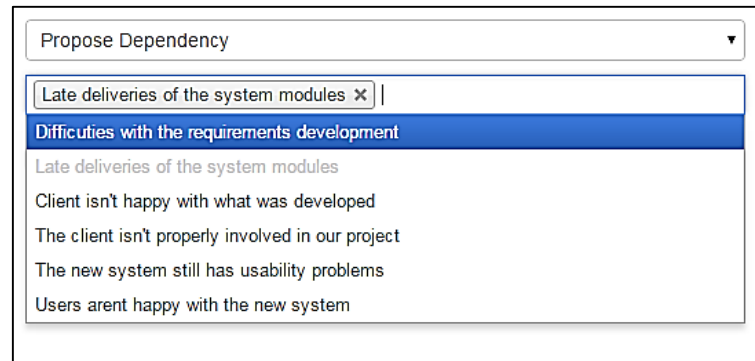 Propose Dependency
Late deliveries of the system modules
Difficuties with the requirements development
Late deliveries of the system modules
Client isn't happy with what was developed
The client isn't properly involved in our project
The new system still has usability problems
Users arent happy with the new system